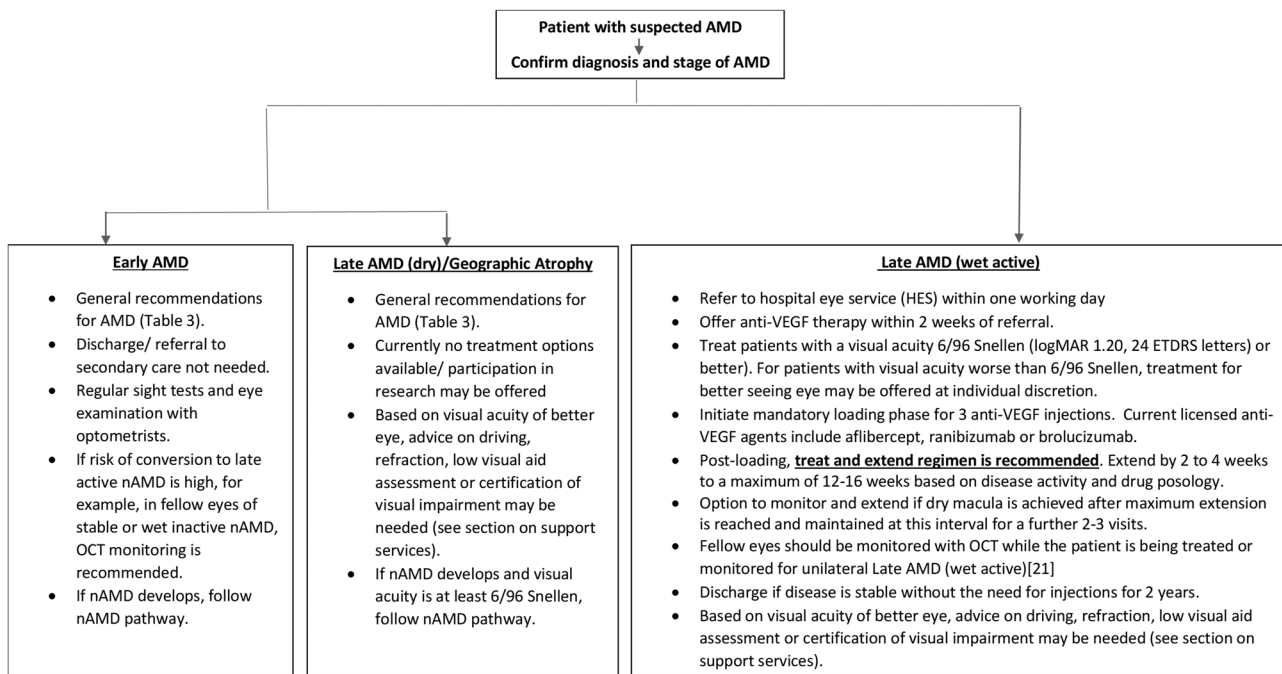 Patient with suspected AMD
Confirm diagnosis and stage of AMD
Early AMD
• General recommendations
for AMD (Table 3).
• Discharge/ referral to
secondary care not needed.
• Regular sight tests and eye
examination with
optometrists.
• If risk of conversion to late
active nAMD is high, for
example, in fellow eyes of
stable or wet inactive nAMD,
OCT monitoring is
recommended.
• If nAMD develops, follow
nAMD pathway.
Late AMD (dry)/Geographic Atrophy
• General recommendations for
AMD (Table 3).
• Currently no treatment options
available/ participation in
research may be offered
• Based on visual acuity of better
eye, advice on driving,
refraction, low visual aid
assessment or certification of
visual impairment may be
needed (see section on support
services).
• If nAMD develops and visual
acuity is at least 6/96 Snellen,
follow nAMD pathway.
Late AMD (wet active)
• Refer to hospital eye service (HES) within one working day
• Offer anti-VEGF therapy within 2 weeks of referral.
• Treat patients with a visual acuity 6/96 Snellen (logMAR 1.20, 24 ETDRS letters) or
better). For patients with visual acuity worse than 6/96 Snellen, treatment for
better seeing eye may be offered at individual discretion.
• Initiate mandatory loading phase for 3 anti-VEGF injections.  Current licensed anti-
VEGF agents include aflibercept, ranibizumab or brolucizumab.
• Post-loading, treat and extend regimen is recommended. Extend by 2 to 4 weeks
to a maximum of 12-16 weeks based on disease activity and drug posology.
• Option to monitor and extend if dry macula is achieved after maximum extension
is reached and maintained at this interval for a further 2-3 visits.
• Fellow eyes should be monitored with OCT while the patient is being treated or
monitored for unilateral Late AMD (wet active)[21]
• Discharge if disease is stable without the need for injections for 2 years.
• Based on visual acuity of better eye, advice on driving, refraction, low visual aid
assessment or certification of visual impairment may be needed (see section on
support services).